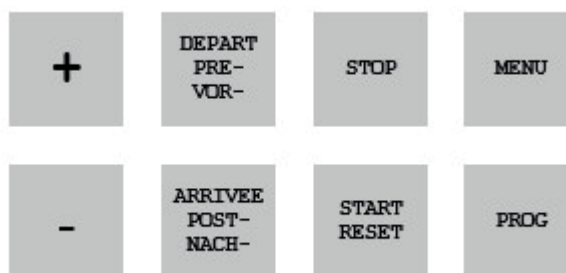 +
DEPART
PRE-
VOR-
STOP
MENU
-
ARRIVEE
POST-
NACH-
START
RESET
PROG